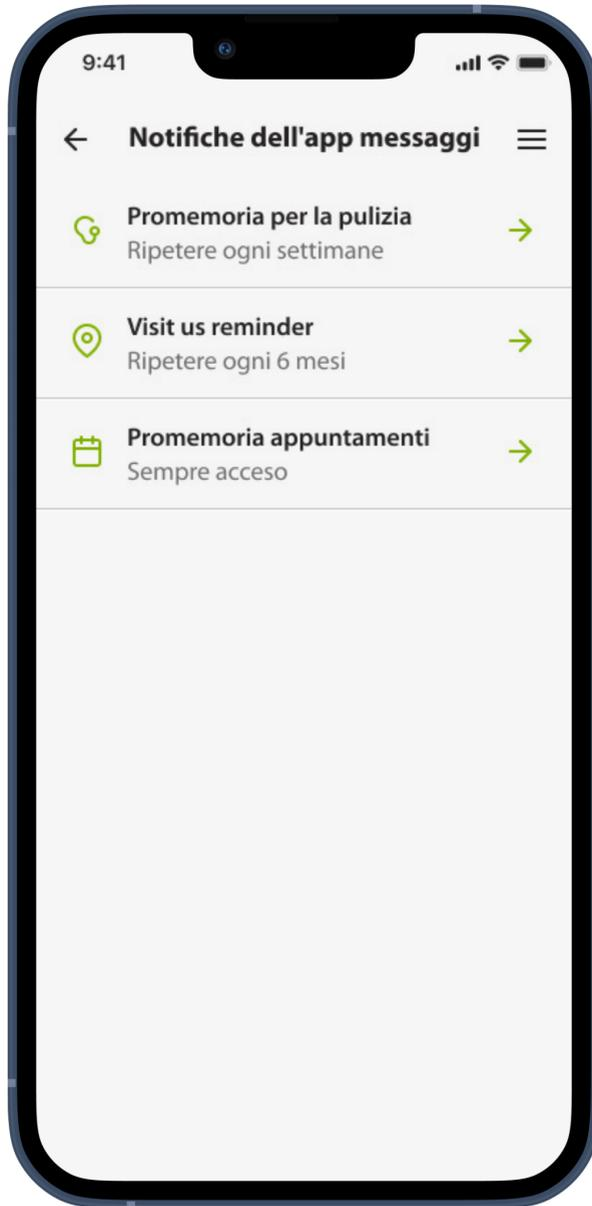 9:41
Notifiche dell'app messaggi
Promemoria per la pulizia
Ripetere ogni settimane
Visit us reminder
Ripetere ogni 6 mesi
Promemoria appuntamenti
Sempre acceso